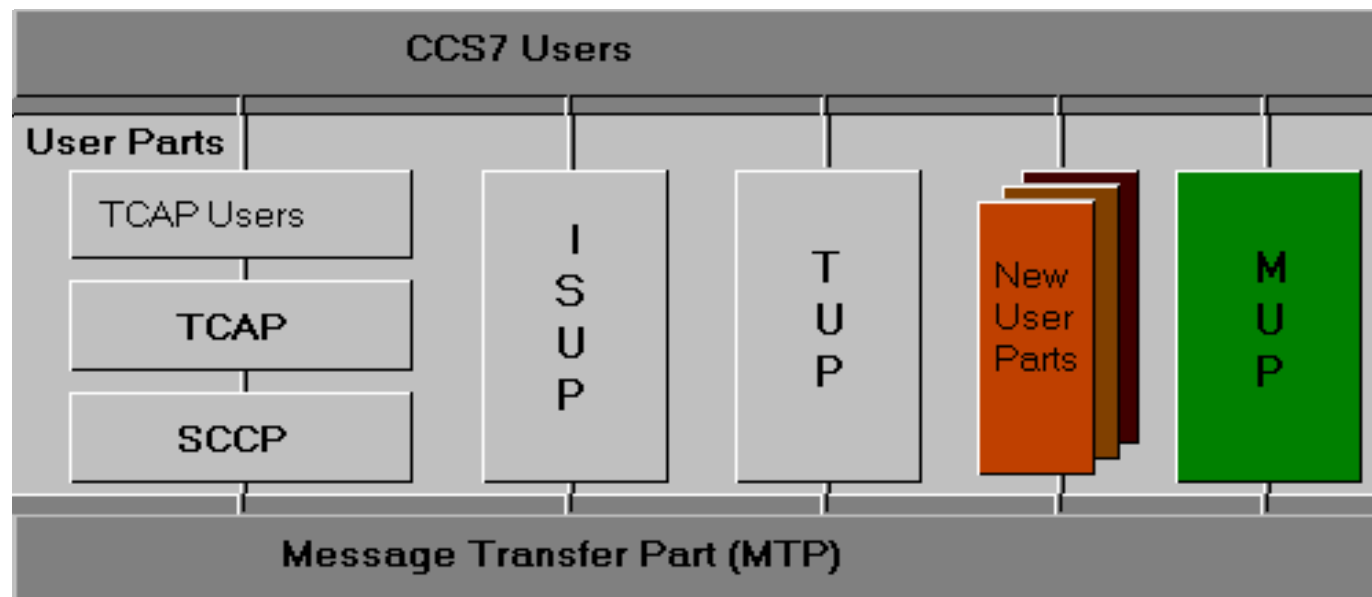 CCS7 Users
User Parts
TCAP Users
TCAP
SCCP
I
S
U
P
T
U
P
New
User
Parts
M
U
P
Message Transfer Part (MTP)